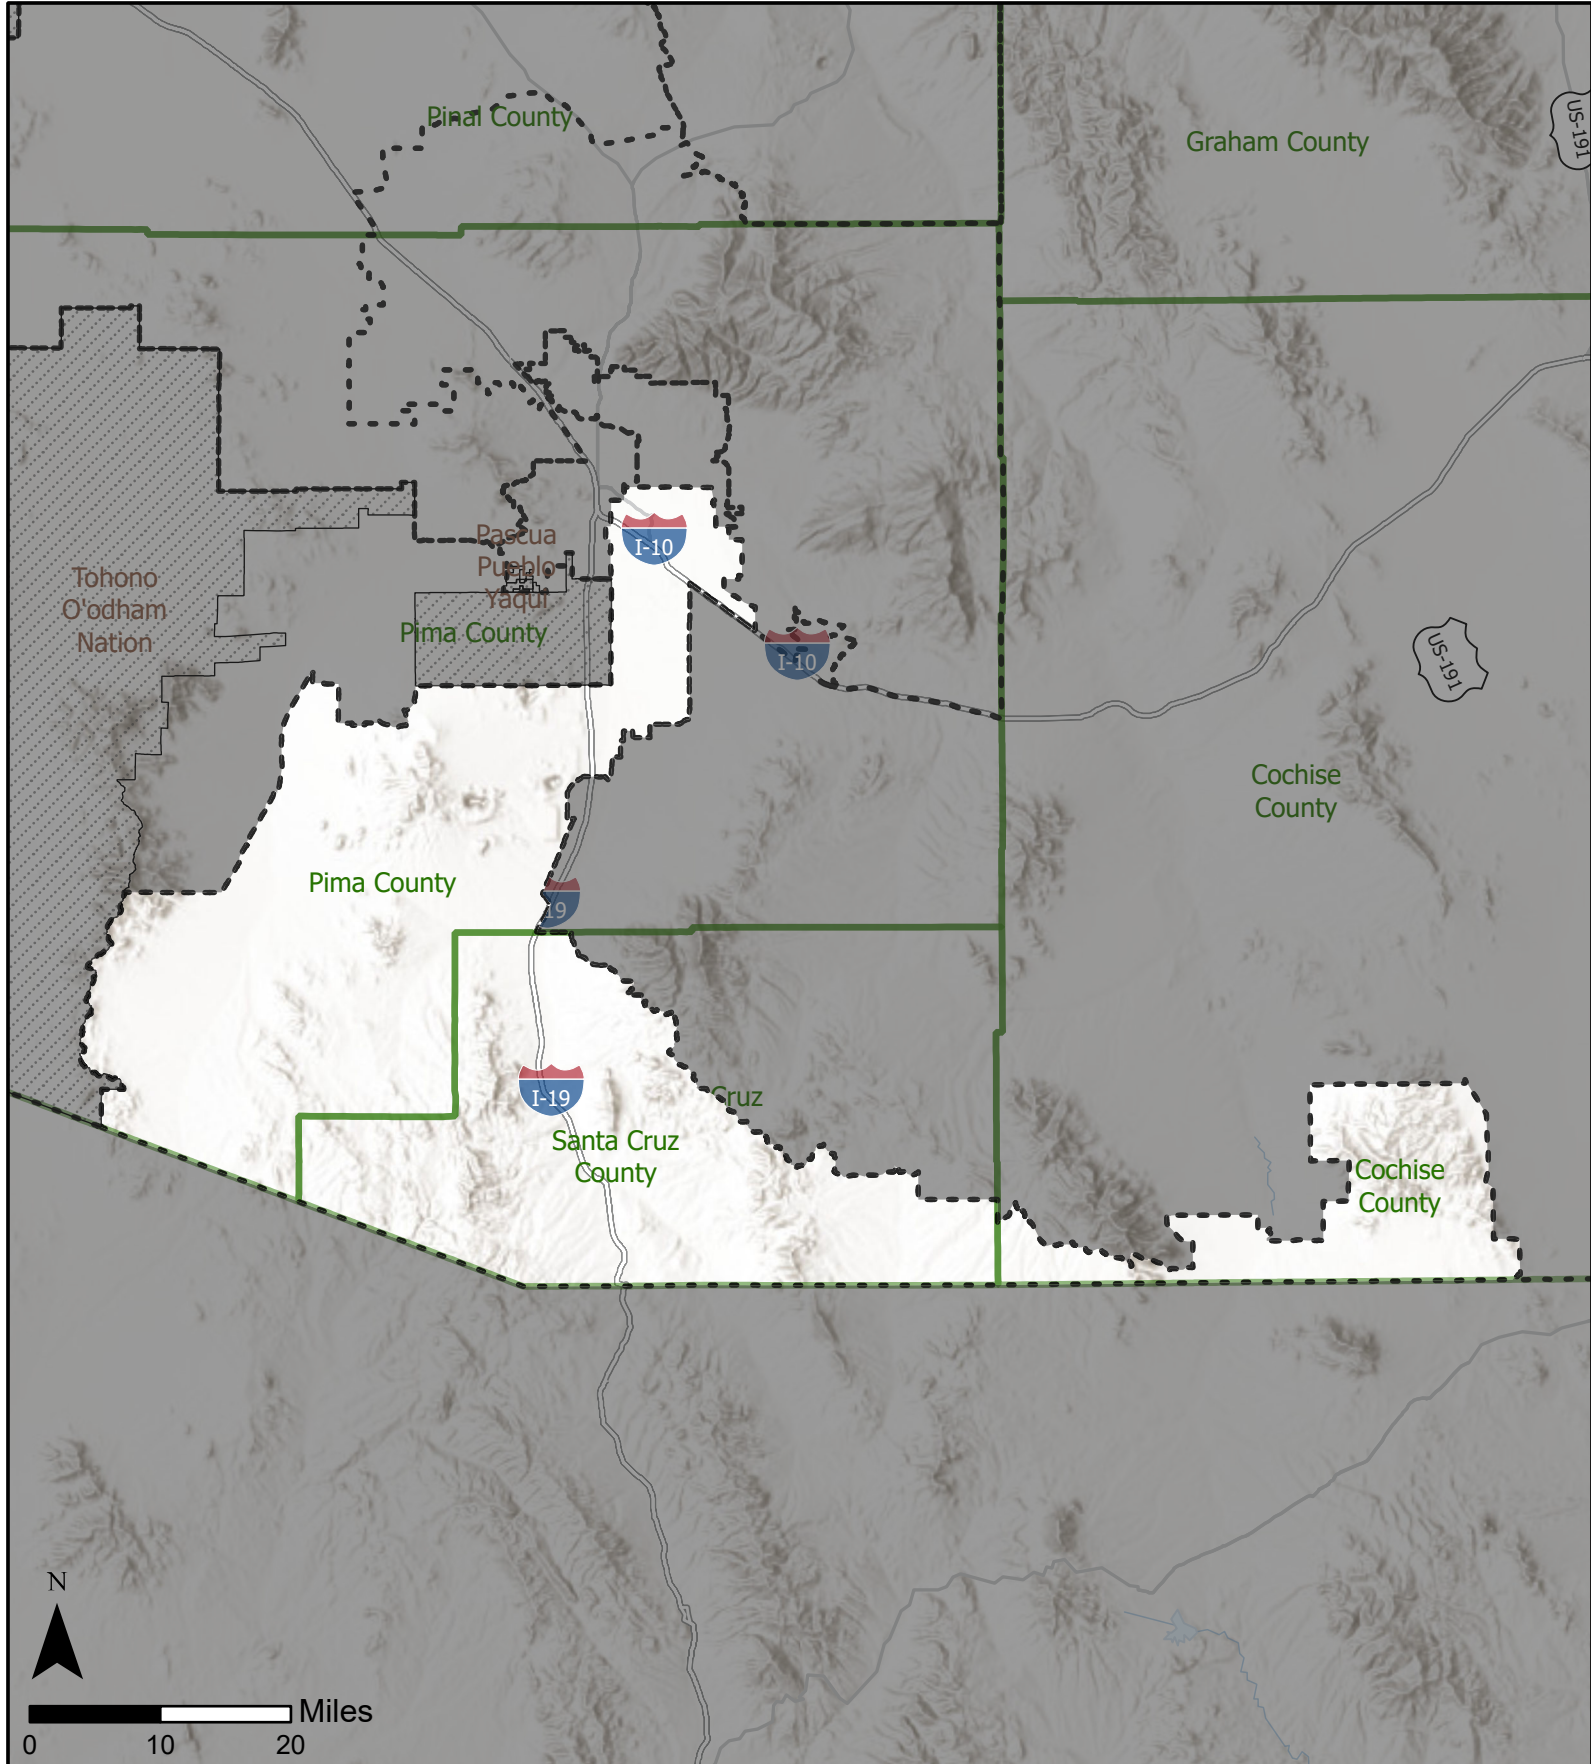 Pinal County
Graham County
US-191
I-10
Pascua
Pueblo
Yaqui
Tohono
O'odham
Nation
Pima County
I-10
US-191
Cochise
County
Pima County
19
I-19
Cruz
Santa Cruz
County
Cochise
County
N
Miles
0 10 20